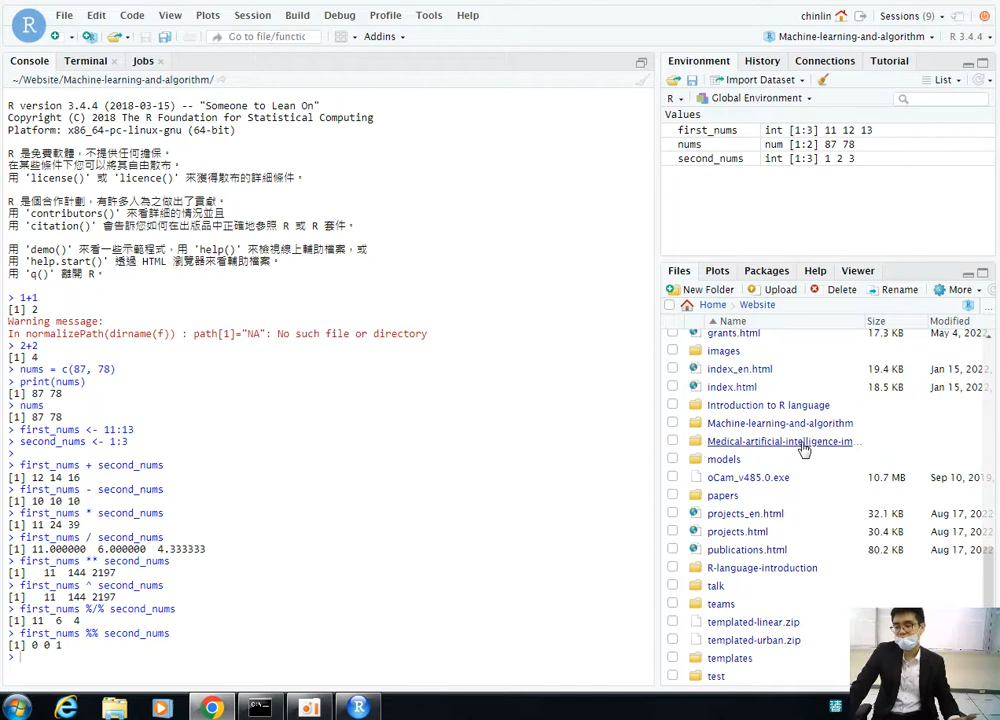 R
File Edit Code View Plots Session Build Debug Profile Tools Help
chinlin Sessions (9)
Go to file/functic Addins
Machine-learning-and-algorithm R 3.4.4
Console Terminal Jobs
~/Website/Machine-learning-and-algorithm/
R version 3.4.4 (2018-03-15) -- "Someone to Lean On"
Copyright (C) 2018 The R Foundation for Statistical Computing
Platform: x86_64-pc-linux-gnu (64-bit)
R 是免費軟體，不提供任何擔保。
在某些條件下您可以將其自由散布。
用 'license()' 或 'licence()' 來獲得散布的詳細條件。
R 是個合作計劃，有許多人為之做出了貢獻。
用 'contributors()' 來看詳細的情況並且
用 'citation()' 會告訴您如何在出版品中正確地參照 R 或 R 套件。
用 'demo()' 來看一些示範程式，用 'help()' 來檢視線上輔助檔案，或
用 'help.start()' 透過 HTML 瀏覽器來看輔助檔案。
用 'q()' 離開 R。
> 1+1
[1] 2
Warning message:
In normalizePath(dirname(f)) : path[1]="NA": No such file or directory
> 2+2
[1] 4
> nums = c(87, 78)
> print(nums)
[1] 87 78
> nums
[1] 87 78
> first_nums <- 11:13
> second_nums <- 1:3
>
> first_nums + second_nums
[1] 12 14 16
> first_nums - second_nums
[1] 10 10 10
> first_nums * second_nums
[1] 11 24 39
> first_nums / second_nums
[1] 11.000000 6.000000 4.333333
> first_nums ** second_nums
[1] 11 144 2197
> first_nums ^ second_nums
[1] 11 144 2197
> first_nums %/% second_nums
[1] 11 6 4
> first_nums %% second_nums
[1] 0 0 1
>
Environment History Connections Tutorial
Import Dataset List
R Global Environment
Values
first_nums int [1:3] 11 12 13
nums num [1:2] 87 78
second_nums int [1:3] 1 2 3
Files Plots Packages Help Viewer
New Folder Upload Delete Rename More
Home Website ...
Name Size Modified
grants.html 17.3 KB May 4, 2022,
images
index_en.html 19.4 KB Jan 15, 2022,
index.html 18.5 KB Jan 15, 2022,
Introduction to R language
Machine-learning-and-algorithm
Medical-artificial-intelligence-im...
models
oCam_v485.0.exe 10.7 MB Sep 10, 2019,
papers
projects_en.html 32.1 KB Aug 17, 2022
projects.html 30.4 KB Aug 17, 2022
publications.html 80.2 KB Aug 17, 2022
R-language-introduction
talk
teams
templated-linear.zip
templated-urban.zip
templates
test